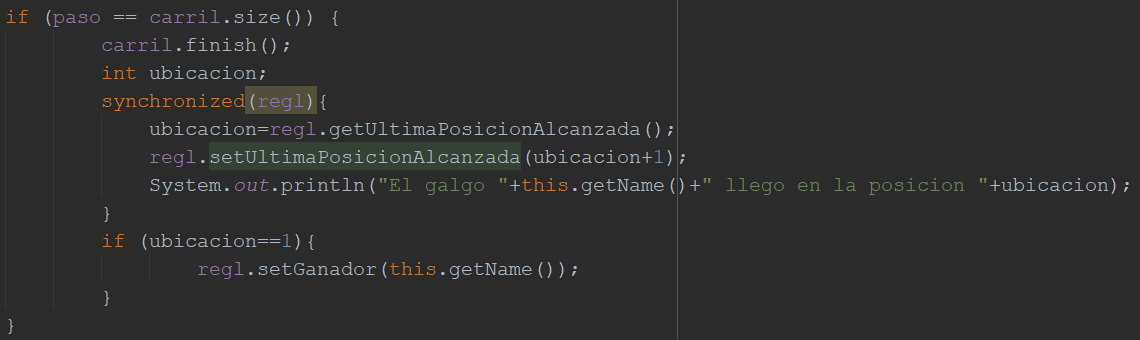 if (paso == carril.size()) {
carril.finish();
int ubicacion;
synchronized(regl){
ubicacion=regl.getUltimaPosicionAlcanzada();
regl.setUltimaPosicionAlcanzada(ubicacion+1);
System.out.println("El galgo "+this.getName()+" llego en la posicion "+ubicacion);
}
if (ubicacion==1){
regl.setGanador(this.getName());
}
}